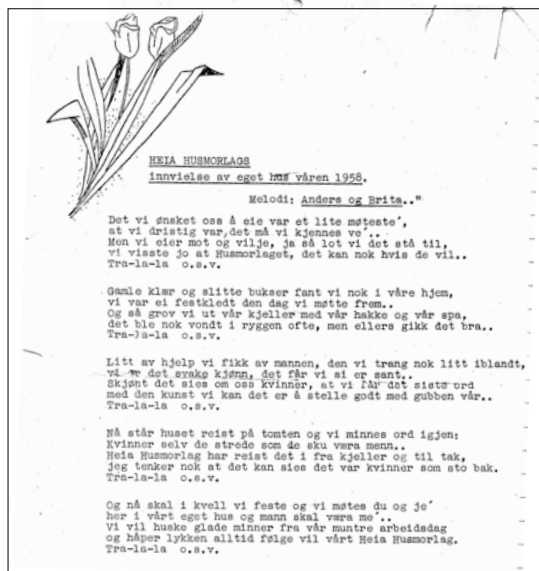 HEIA HUSMORLAGS
innvielse av eget hus våren 1958.
Melodi: Anders og Brita.."
Det vi ønsket oss å eie var et lite møteste´,
at vi dristig var,det må vi kjennes ve´..
Men vi eier mot og vilje, ja så lot vi det stå til,
vi visste jo at Husmorlaget, det kan nok hvis de vil..
Tra-la-la o.s.v.
Gamle klær og slitte bukser fant vi nok i våre hjem,
vi var ei festkledt den dag vi møtte frem..
Og så grov vi ut vår kjeller med vår hakke og vår spa,
det ble nok vondt i ryggen ofte, men ellers gikk det bra..
Tra-la-la o.s.v.
Litt av hjelp vi fikk av mannen, den vi trang nok litt iblandt,
vi er det svake kjønn, det får vi si er sant..
Skjønt det sies om oss kvinner, at vi får det siste ord
med den kunst vi kan det er å stelle godt med gubben vår..
Tra-la-la o.s.v.
Nå står huset reist på tomten og vi minnes ord igjen:
Kvinner selv de strede som de sku være menn..
Heia Husmorlag har reist det i fra kjeller og til tak,
jeg tenker nok at det kan sies det var kvinner som sto bak.
Tra-la-la o.s.v.
Og nå skal i kvell vi feste og vi møtes du og je´
her i vårt eget hus og mann skal væra me´..
Vi vil huske glade minner fra vår muntre arbeidsdag
og håper lykken alltid følge vil vårt Heia Husmorlag.
Tra-la-la o.s.v.